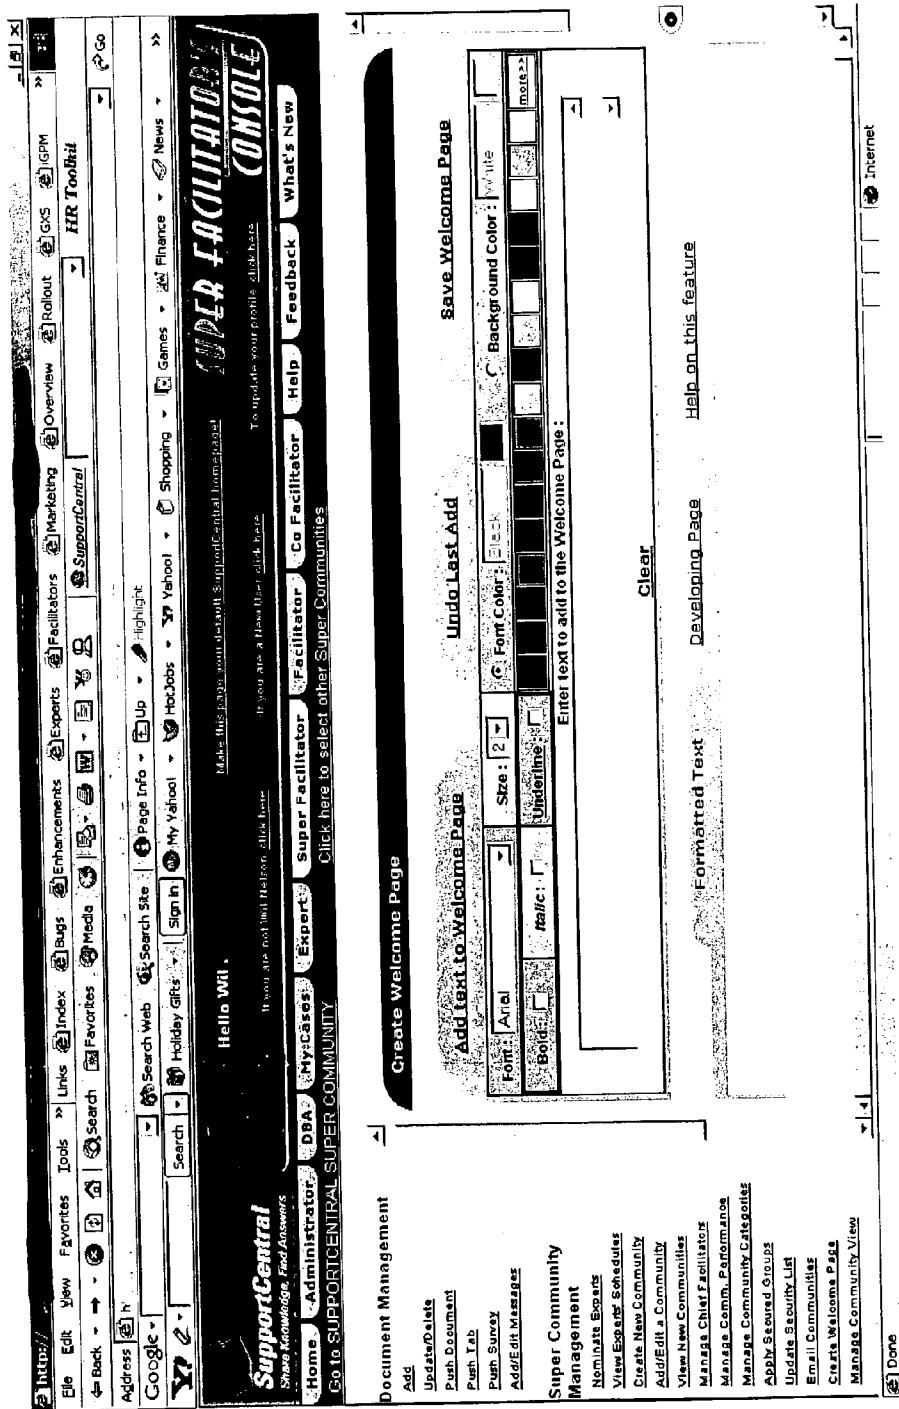 http://
File Edit View Favorites Tools » Links Index Bugs Enhancements Exports Facilitators Marketing Overview Rollout GXS iGPM »
Back Search Favorites Media SupportCentral HR Toolkit
Address h Go
Google Search Web Search Site Page Info Up Highlight
Y! Search Holiday Gifts Sign In My Yahoo! HotJobs Yahoo! Shopping Games Finance News »
SupportCentral
Share Knowledge, Find Answers
Hello Wil .
Make this page your default SupportCentral homepage!
SUPER FACILITATOR'S
CONSOLE
If you are not Wil Nelson click here
If you are a New User click here
To update your profile click here
Home Administrator DBA My Cases Expert Super Facilitator Facilitator Co Facilitator Help Feedback What's New
Go to SUPPORTCENTRAL SUPER COMMUNITY Click here to select other Super Communities
Document Management
Add
Update/Delete
Push Document
Push Tab
Push Survey
Add/Edit Messages
Super Community
Management
Nominate Experts
View Experts' Schedules
Create New Community
Add/Edit a Community
View New Communities
Manage Chief Facilitators
Manage Comm. Performance
Manage Community Categories
Apply Secured Groups
Update Security List
Email Communities
Create Welcome Page
Manage Community View
Create Welcome Page
Add text to Welcome Page Undo Last Add Save Welcome Page
Font : Arial Size : 2 Font Color : Black Background Color : White
Bold : Italic : Underline : more>>
Enter text to add to the Welcome Page :
Clear
Formatted Text Developing Page Help on this feature
Done Internet